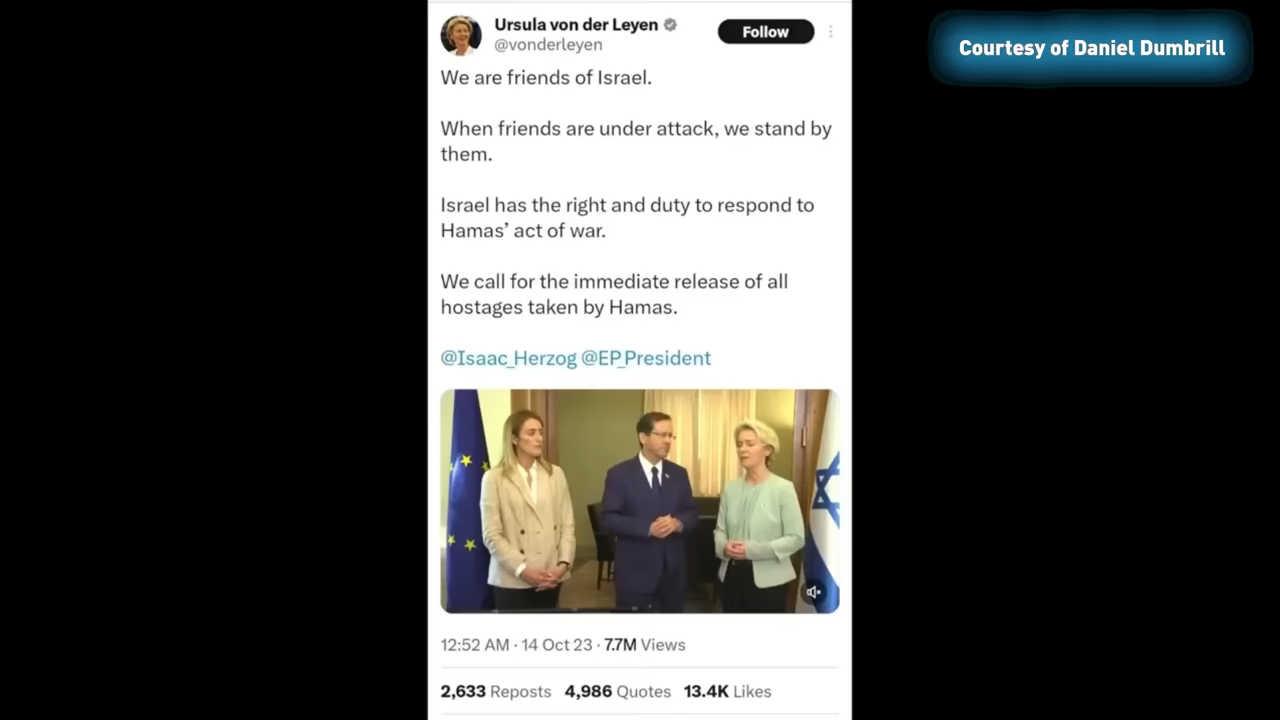 Ursula von der Leyen
@vonderleyen
Follow
Courtesy of Daniel Dumbrill
We are friends of Israel.
When friends are under attack, we stand by
them.
Israel has the right and duty to respond to
Hamas’ act of war.
We call for the immediate release of all
hostages taken by Hamas.
@Isaac_Herzog @EP_President
12:52 AM · 14 Oct 23 · 7.7M Views
2,633 Reposts 4,986 Quotes 13.4K Likes